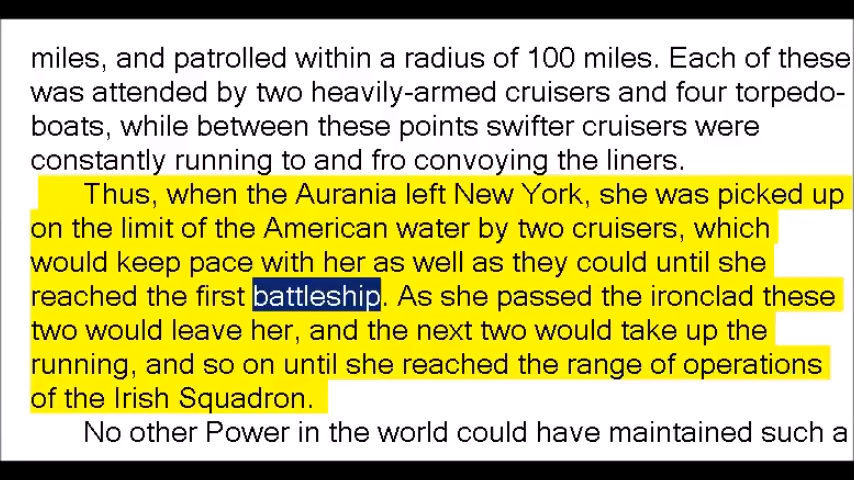 miles, and patrolled within a radius of 100 miles. Each of these
was attended by two heavily-armed cruisers and four torpedo-
boats, while between these points swifter cruisers were
constantly running to and fro convoying the liners.
Thus, when the Aurania left New York, she was picked up
on the limit of the American water by two cruisers, which
would keep pace with her as well as they could until she
reached the first battleship. As she passed the ironclad these
two would leave her, and the next two would take up the
running, and so on until she reached the range of operations
of the Irish Squadron.
No other Power in the world could have maintained such a